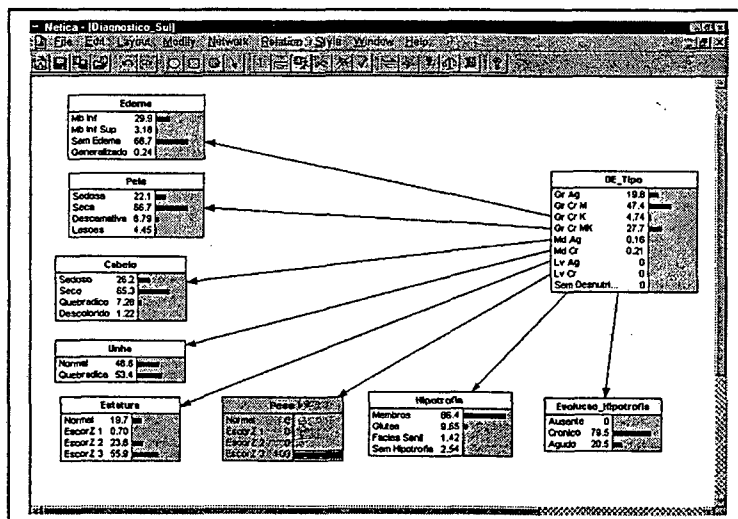 Netica - [Diagnostico_Sul]
File Edit Layout Modify Network Relation Style Window Help
Edema
Mb Inf 29.9
Mb Inf Sup 3.18
Sem Edema 66.7
Generalizado 0.24
Pele
Sedosa 22.1
Seca 66.7
Descamativa 6.79
Lesoes 4.45
Cabelo
Sedoso 26.2
Seco 65.3
Quebradico 7.28
Descolorido 1.22
Unha
Normal 46.6
Quebradica 53.4
Estatura
Normal 19.7
EscorZ 1 0.70
EscorZ 2 23.8
EscorZ 3 55.9
Peso
Normal 0
EscorZ 1 0
EscorZ 2 0
EscorZ 3 100
Hipotrofia
Membros 86.4
Glutea 9.65
Facies Senil 1.42
Sem Hipotrofia 2.54
Evolucao_Hipotrofia
Ausente 0
Cronico 79.5
Agudo 20.5
DE_Tipo
Gr Ag 19.8
Gr Cr M 47.4
Gr Cr K 4.74
Gr Cr MK 27.7
Md Ag 0.16
Md Cr 0.21
Lv Ag 0
Lv Cr 0
Sem Desnutri... 0